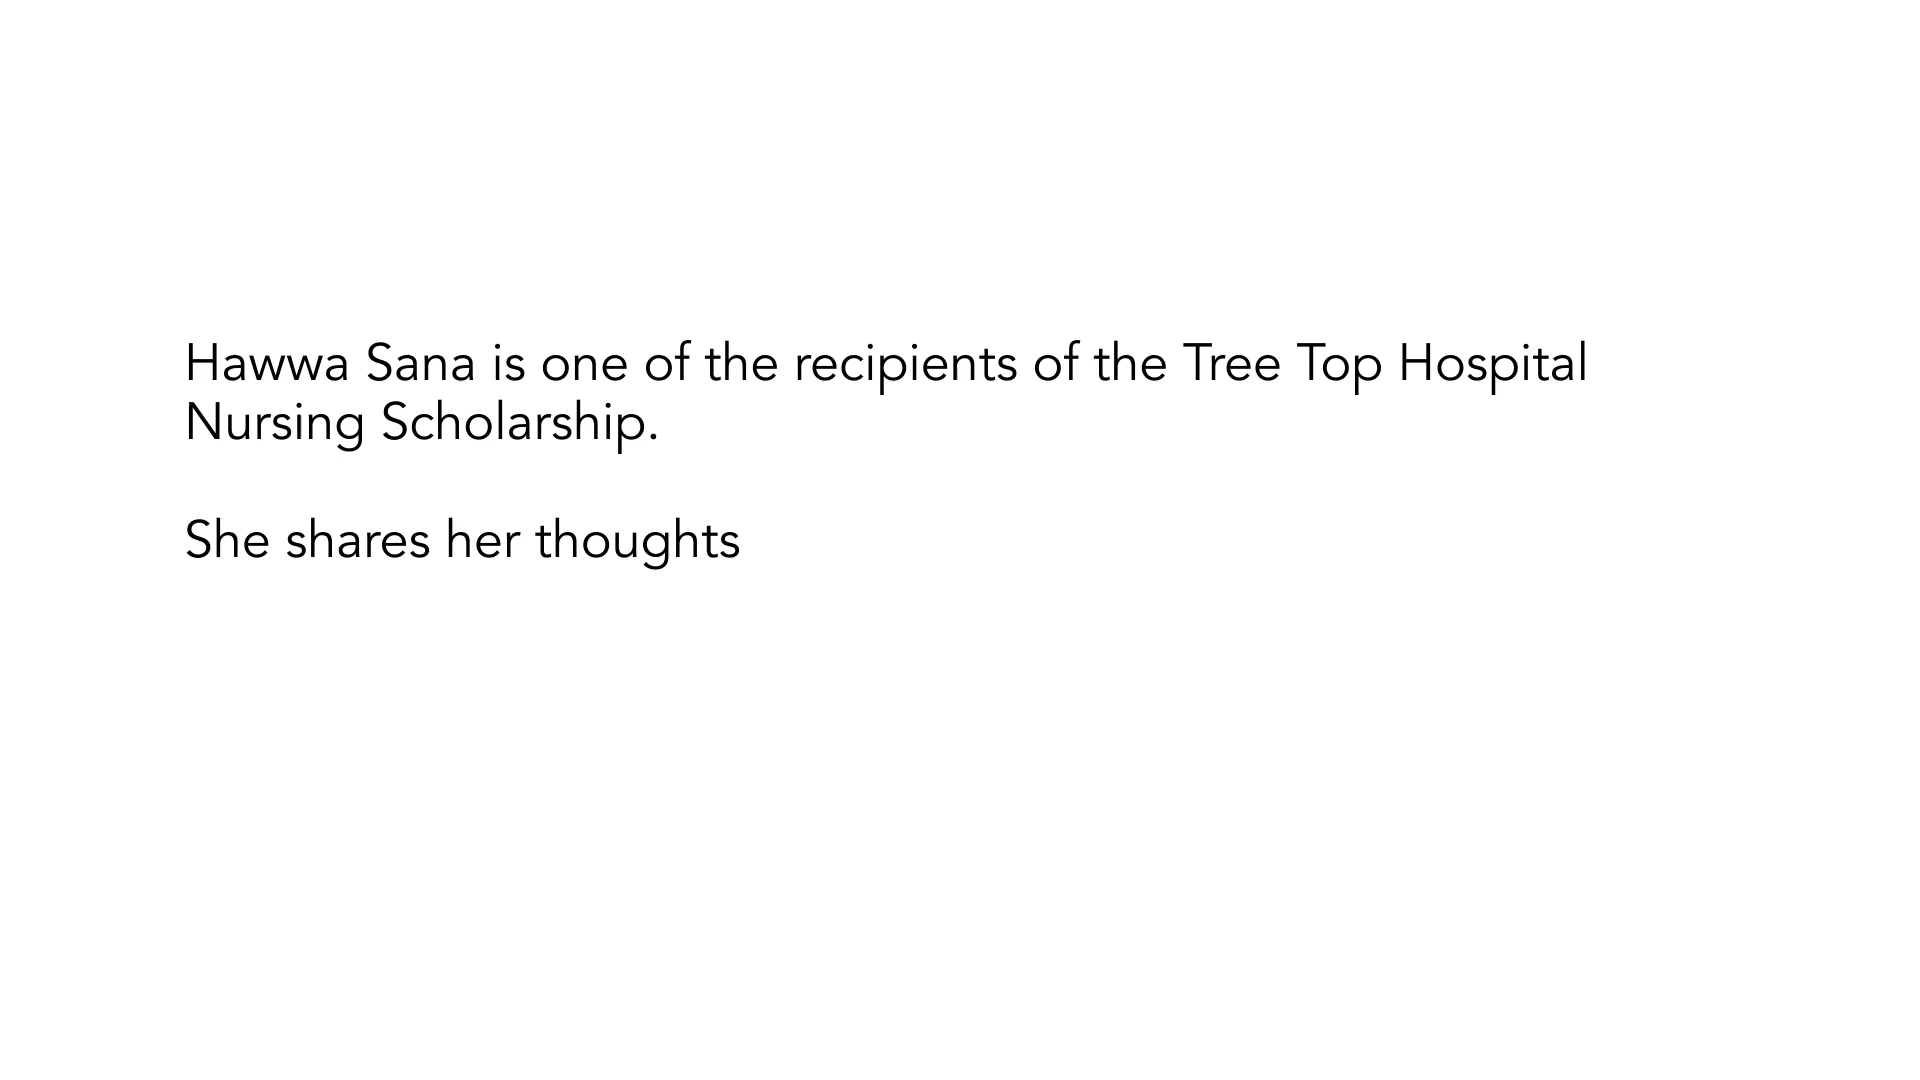 Hawwa Sana is one of the recipients of the Tree Top Hospital
Nursing Scholarship.
She shares her thoughts